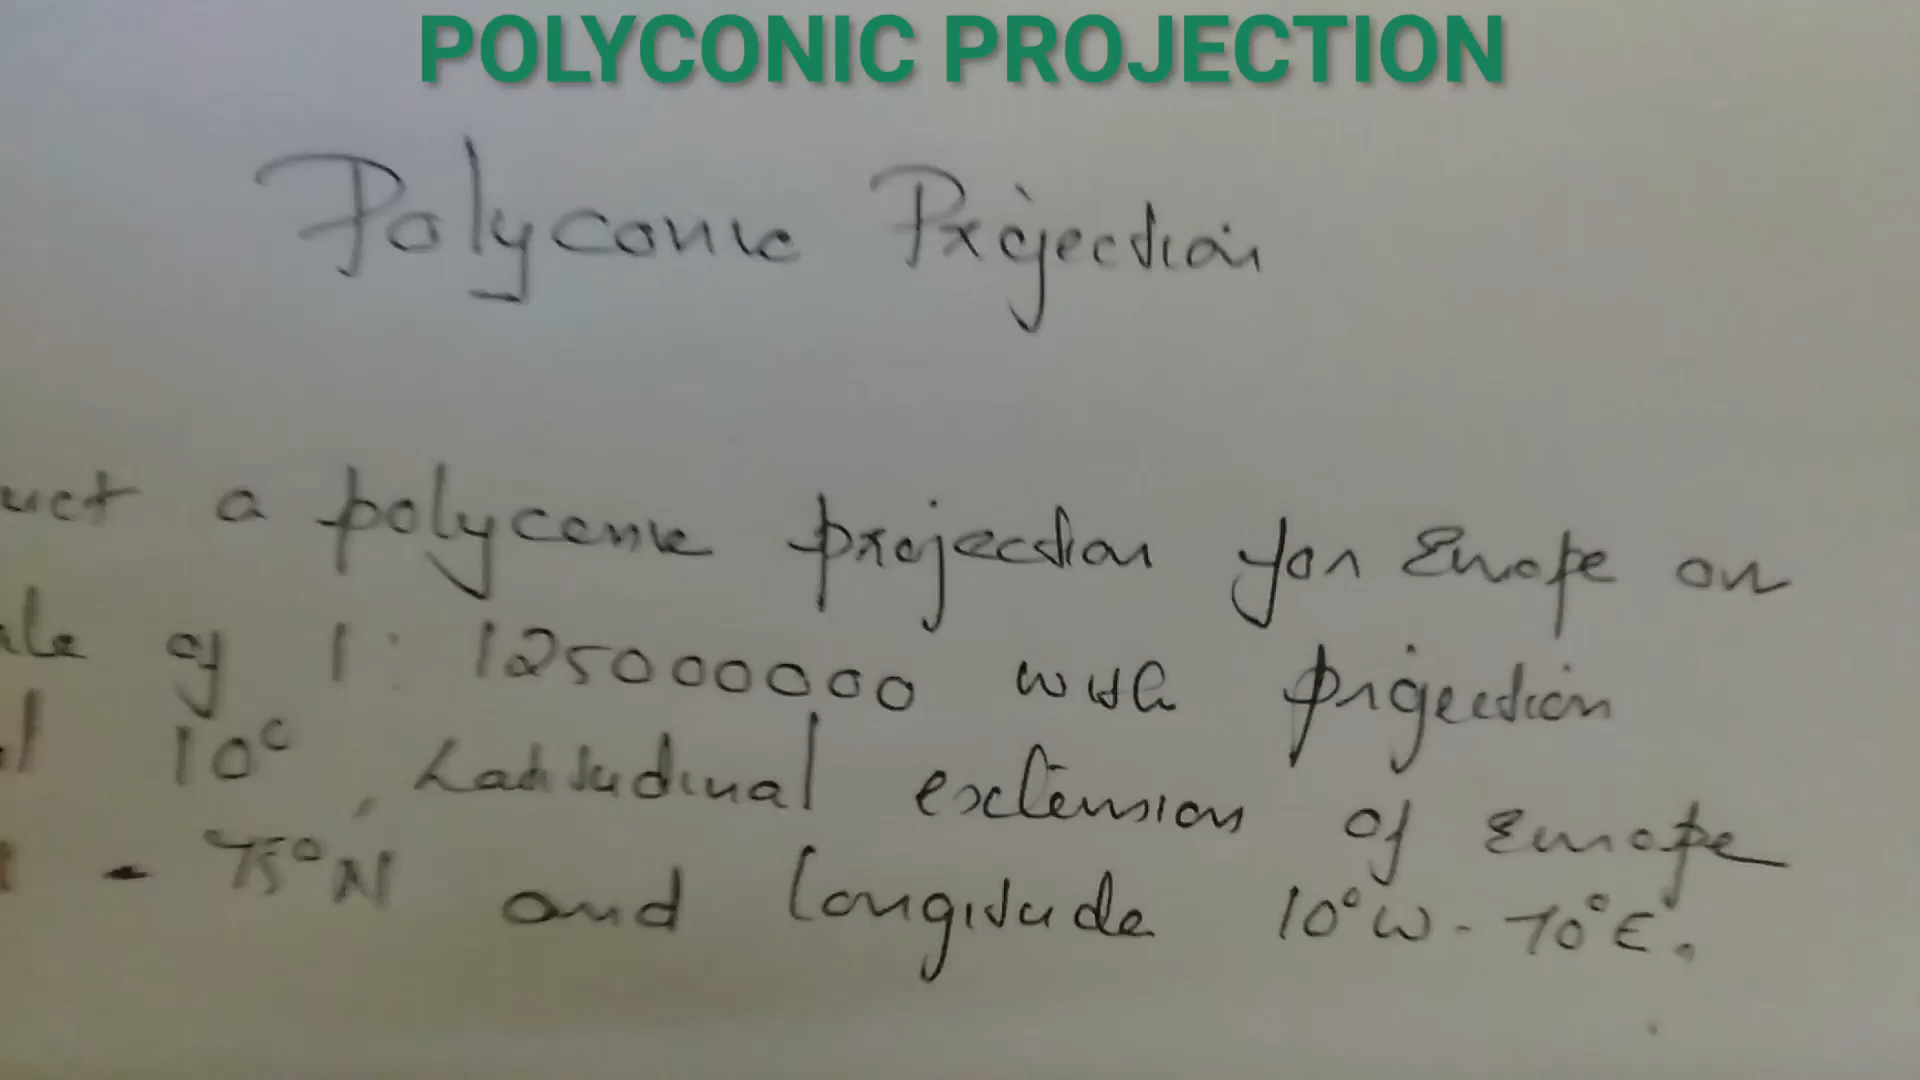 POLYCONIC PROJECTION
Polyconic Projection
uct a polyconic projection for Europe on
ale of 1: 125000000 with projection
10°, Latitudinal extension of Europe
- 75°N and longitude 10°W - 70°E.